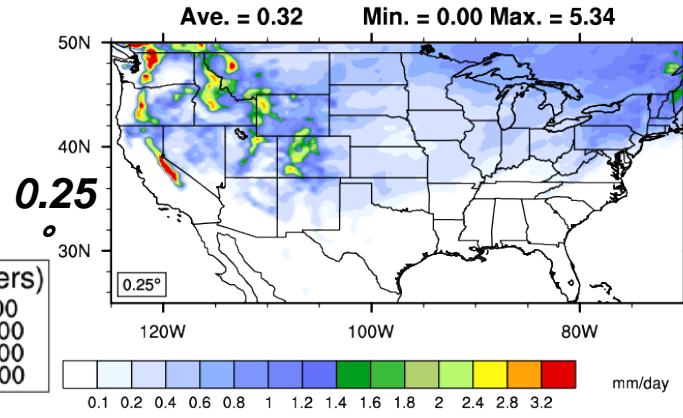 Ave. = 0.32 Min. = 0.00 Max. = 5.34
50N
40N
0.25
°
30N
0.25°
ers)
00
00
00
00
120W 100W 80W
0.1 0.2 0.4 0.6 0.8 1 1.2 1.4 1.6 1.8 2 2.4 2.8 3.2
mm/day